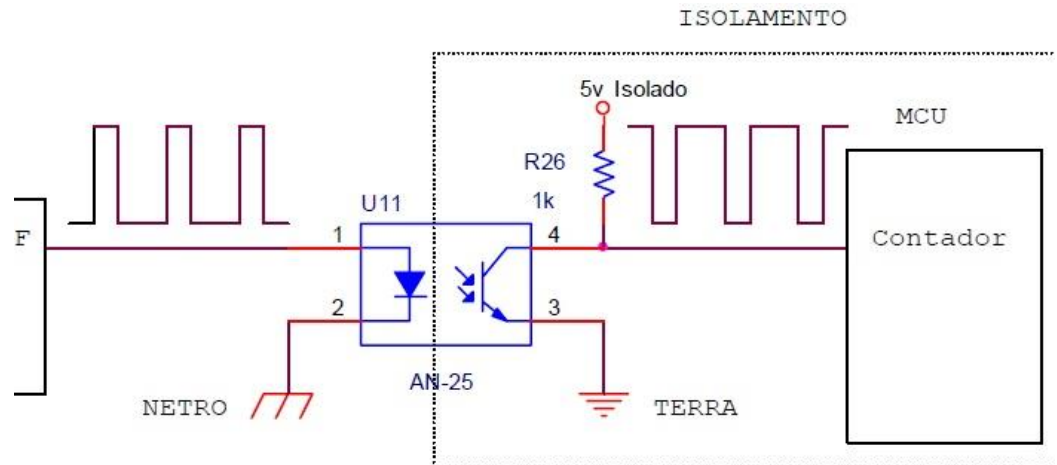 ISOLAMENTO
5v Isolado
MCU
R26
1k
U11
F
1
4
Contador
2
3
AN-25
NETRO
TERRA